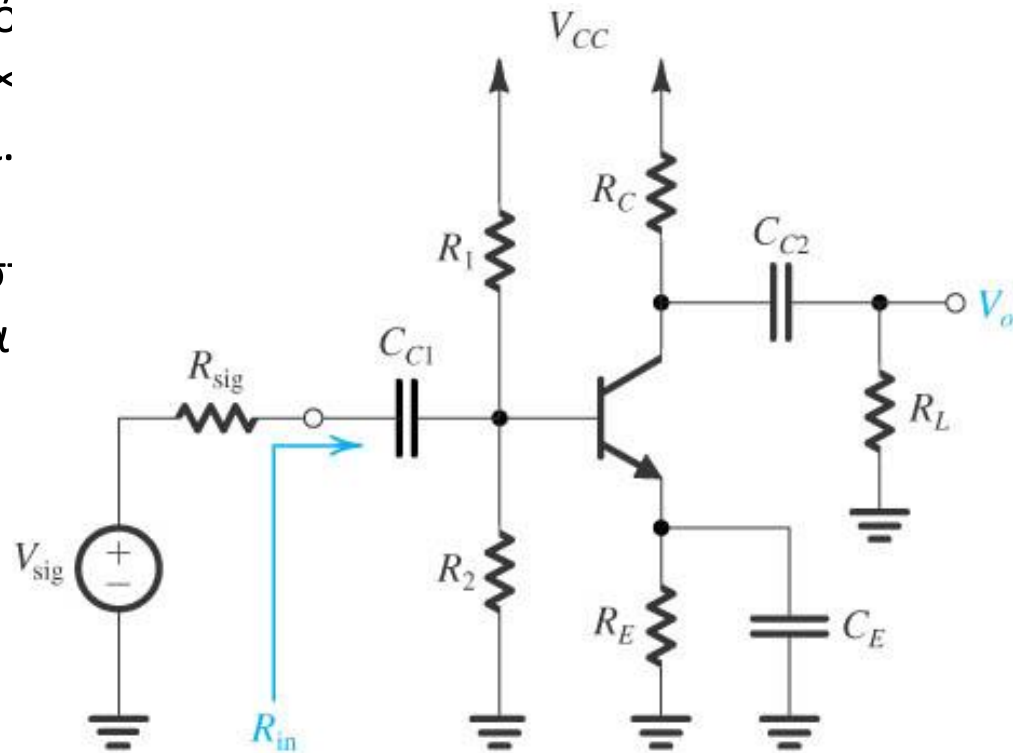 V_CC
R_C
C_C2
R_1
V_o
C_C1
R_sig
R_L
V_sig
+
−
R_2
R_E
C_E
R_in